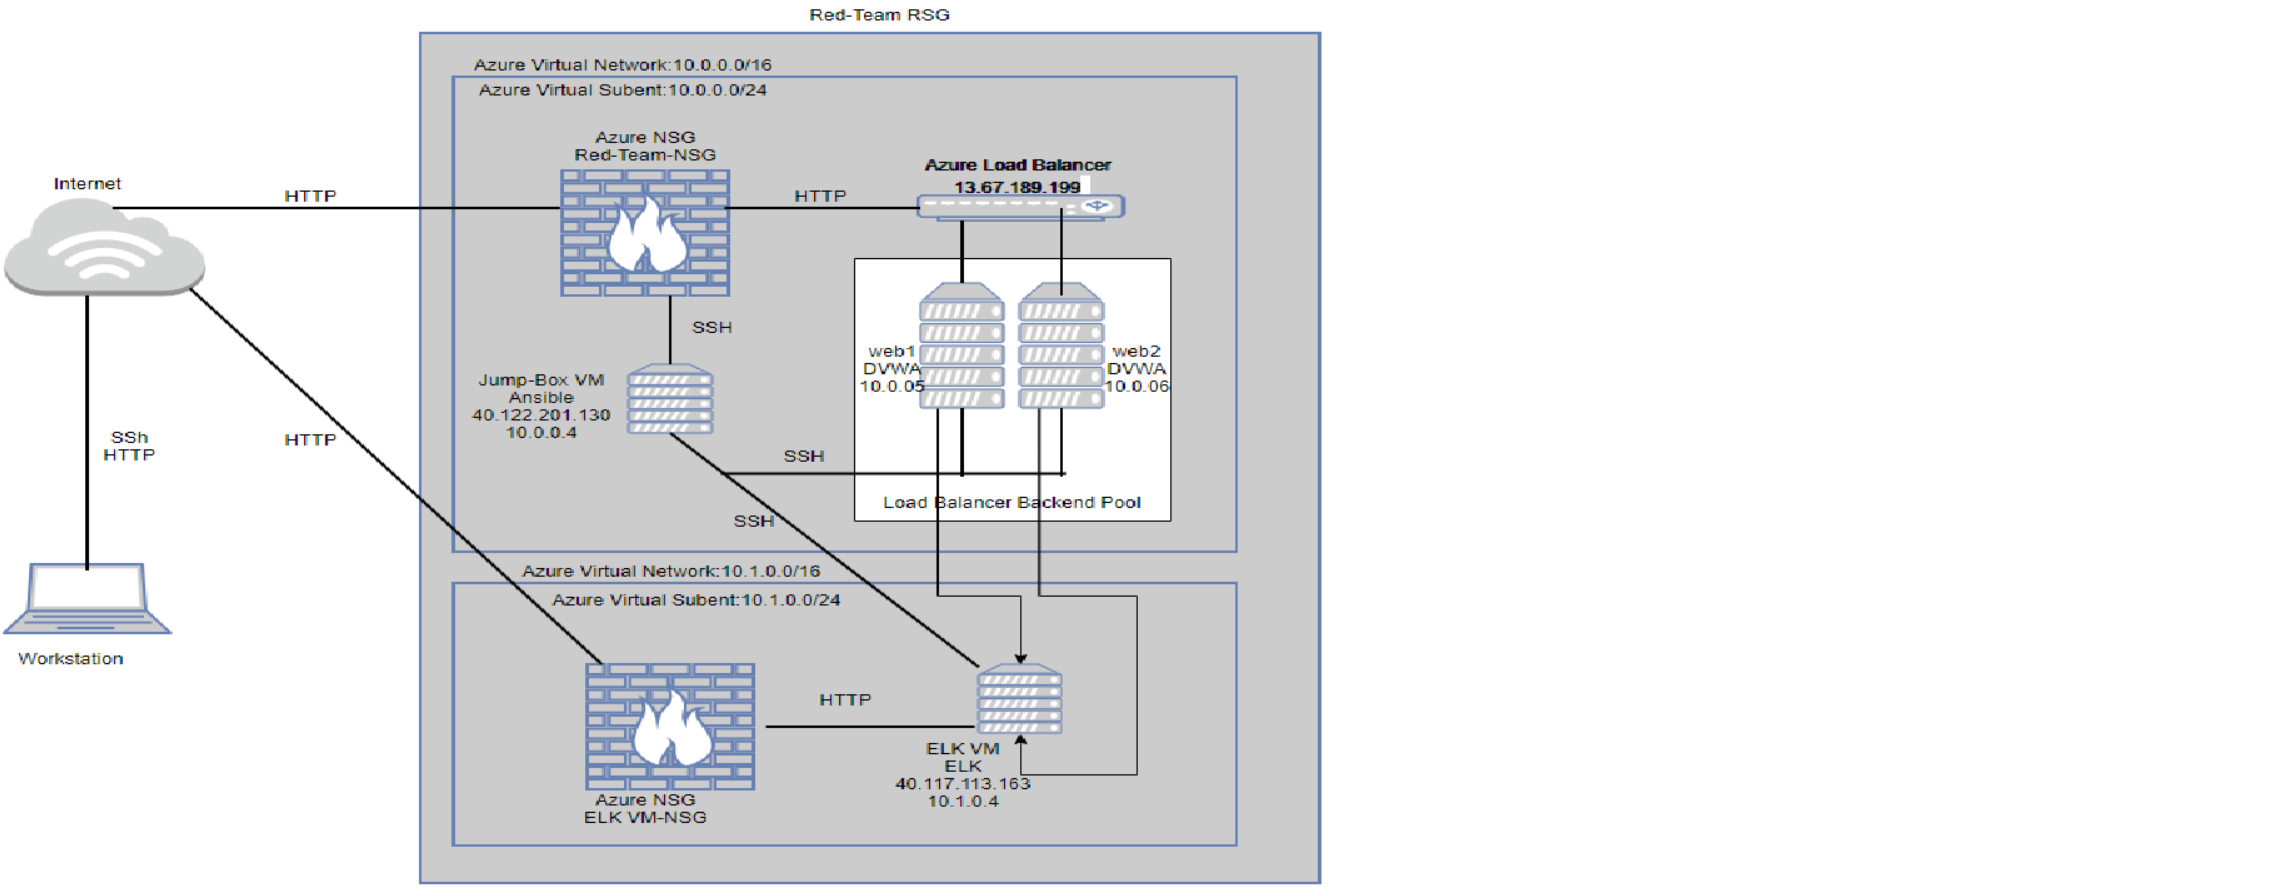 Red-Team RSG
Azure Virtual Network:10.0.0.0/16
Azure Virtual Subent:10.0.0.0/24
Azure NSG
Red-Team-NSG
Azure Load Balancer
13.67.189.199
Internet
HTTP
HTTP
SSH
web1
DVWA
10.0.05
web2
DVWA
10.0.06
Jump-Box VM
Ansible
40.122.201.130
10.0.0.4
SSh
HTTP
HTTP
SSH
Load Balancer Backend Pool
SSH
Azure Virtual Network:10.1.0.0/16
Azure Virtual Subent:10.1.0.0/24
Workstation
HTTP
ELK VM
ELK
40.117.113.163
10.1.0.4
Azure NSG
ELK VM-NSG